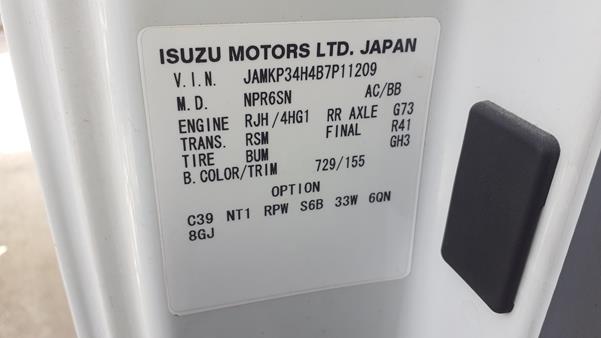 ISUZU MOTORS LTD. JAPAN
V.I.N. JAMKP34H4B7P11209
M.D. NPR6SN AC/BB
ENGINE RJH/4HG1 RR AXLE G73
TRANS. RSM FINAL R41
TIRE BUM GH3
B.COLOR/TRIM 729/155
OPTION
C39 NT1 RPW S6B 33W 6QN
8GJ